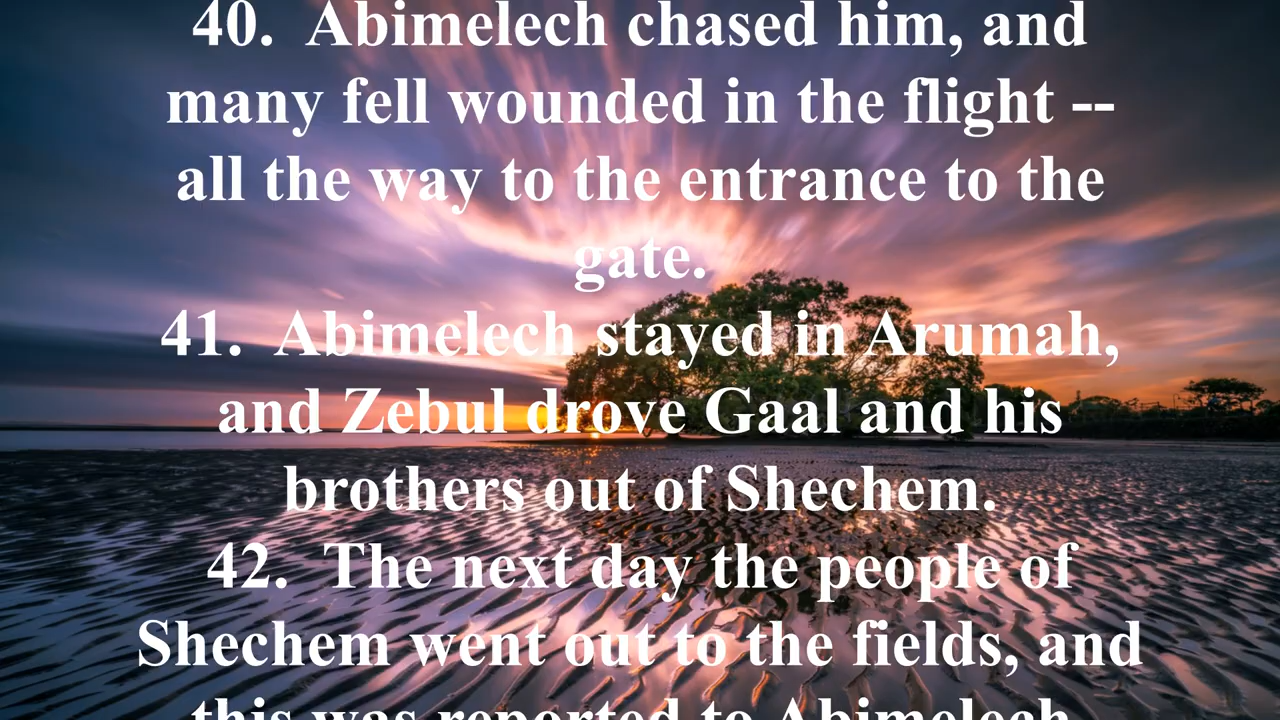 40.  Abimelech chased him, and
many fell wounded in the flight --
all the way to the entrance to the
gate.
41.  Abimelech stayed in Arumah,
and Zebul drove Gaal and his
brothers out of Shechem.
42.  The next day the people of
Shechem went out to the fields, and
this was reported to Abimelech.